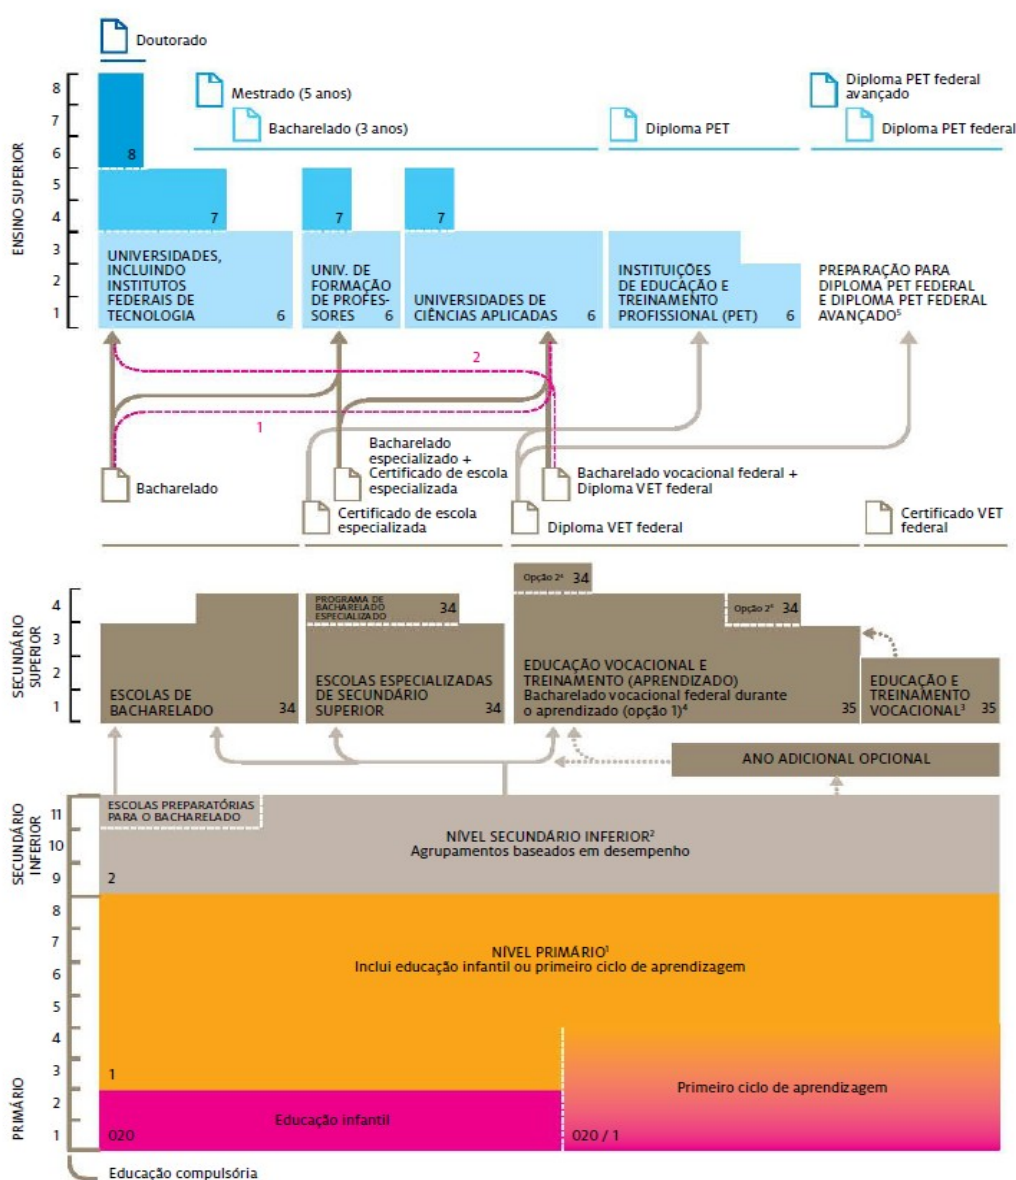 Doutorado
Mestrado (5 anos)
Bacharelado (3 anos)
Diploma PET
Diploma PET federal
avançado
Diploma PET federal
ENSINO SUPERIOR
8
7
6
5
4
3
2
1
8
7
7
7
UNIVERSIDADES,
INCLUINDO
INSTITUTOS
FEDERAIS DE
TECNOLOGIA
6
UNIV. DE
FORMAÇÃO
DE PROFES-
SORES
6
UNIVERSIDADES DE
CIÊNCIAS APLICADAS
6
INSTITUIÇÕES
DE EDUCAÇÃO E
TREINAMENTO
PROFISSIONAL (PET)
6
PREPARAÇÃO PARA
DIPLOMA PET FEDERAL
E DIPLOMA PET FEDERAL
AVANÇADO⁵
2
1
Bacharelado
Bacharelado
especializado +
Certificado de escola
especializada
Bacharelado vocacional federal +
Diploma VET federal
Certificado de escola
especializada
Diploma VET federal
Certificado VET
federal
SECUNDÁRIO
SUPERIOR
4
3
2
1
ESCOLAS DE
BACHARELADO
34
PROGRAMA DE
BACHARELADO
ESPECIALIZADO
34
ESCOLAS ESPECIALIZADAS
DE SECUNDÁRIO
SUPERIOR
34
Opção 2⁴
34
Opção 2⁴
34
EDUCAÇÃO VOCACIONAL E
TREINAMENTO (APRENDIZADO)
Bacharelado vocacional federal durante
o aprendizado (opção 1)⁴
35
EDUCAÇÃO E
TREINAMENTO
VOCACIONAL³
35
ANO ADICIONAL OPCIONAL
SECUNDÁRIO
INFERIOR
11
10
9
ESCOLAS PREPARATÓRIAS
PARA O BACHARELADO
NÍVEL SECUNDÁRIO INFERIOR²
Agrupamentos baseados em desempenho
2
PRIMÁRIO
8
7
6
5
4
3
2
1
NÍVEL PRIMÁRIO¹
Inclui educação infantil ou primeiro ciclo de aprendizagem
1
Primeiro ciclo de aprendizagem
Educação infantil
020
020 / 1
Educação compulsória